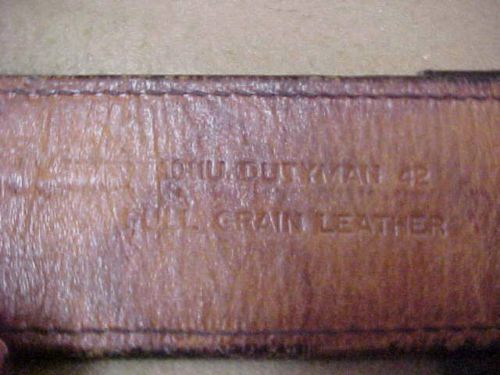 DUTYMAN 42
FULL GRAIN LEATHER